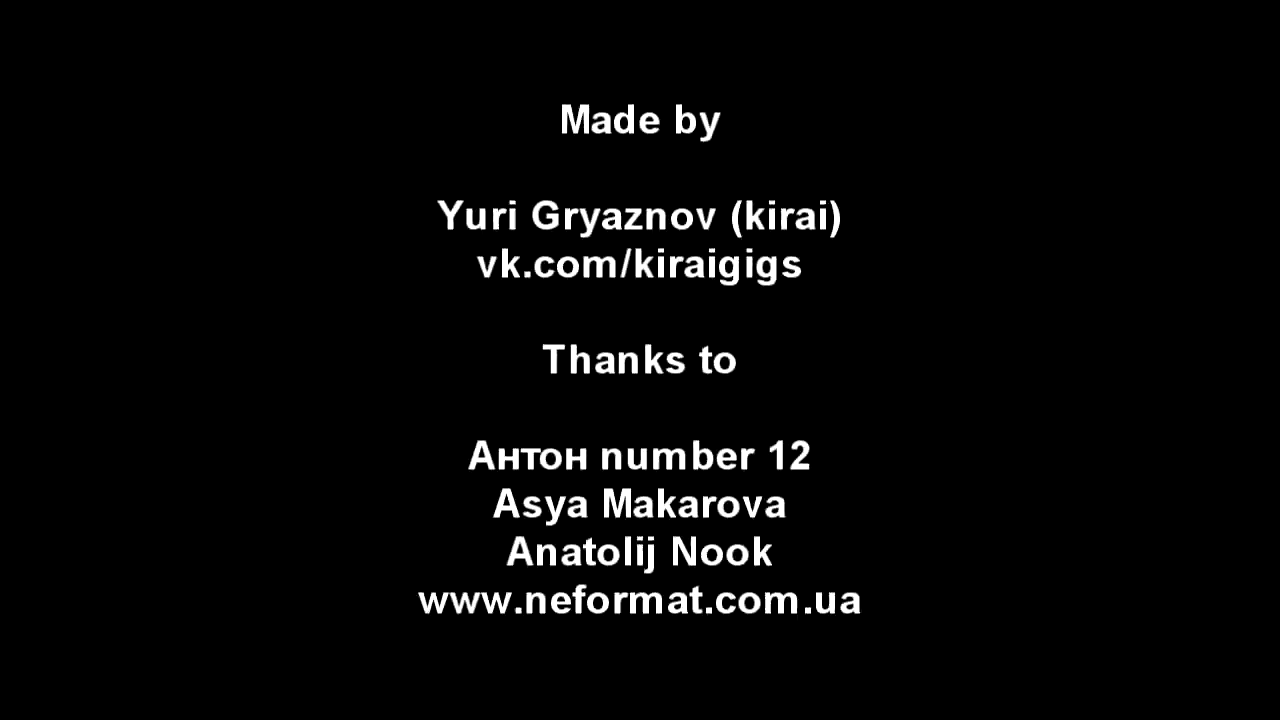 Made by
Yuri Gryaznov (kirai)
vk.com/kiraigigs
Thanks to
Антон number 12
Asya Makarova
Anatolij Nook
www.neformat.com.ua